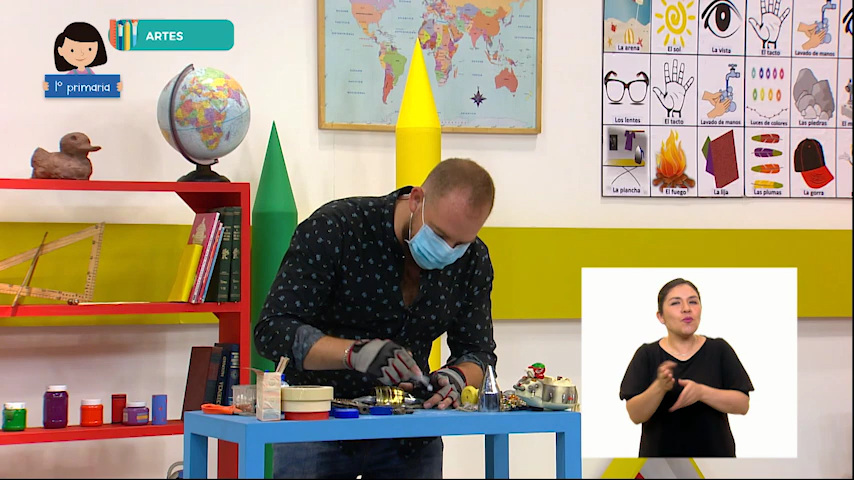 ARTES
1° primaria
La arena
El sol
La vista
El tacto
Lavado de manos
Los lentes
El tecto
Lavado de manos
Luces de colores
Las piedras
La plancha
El fuego
La lija
Las plumas
La gorra